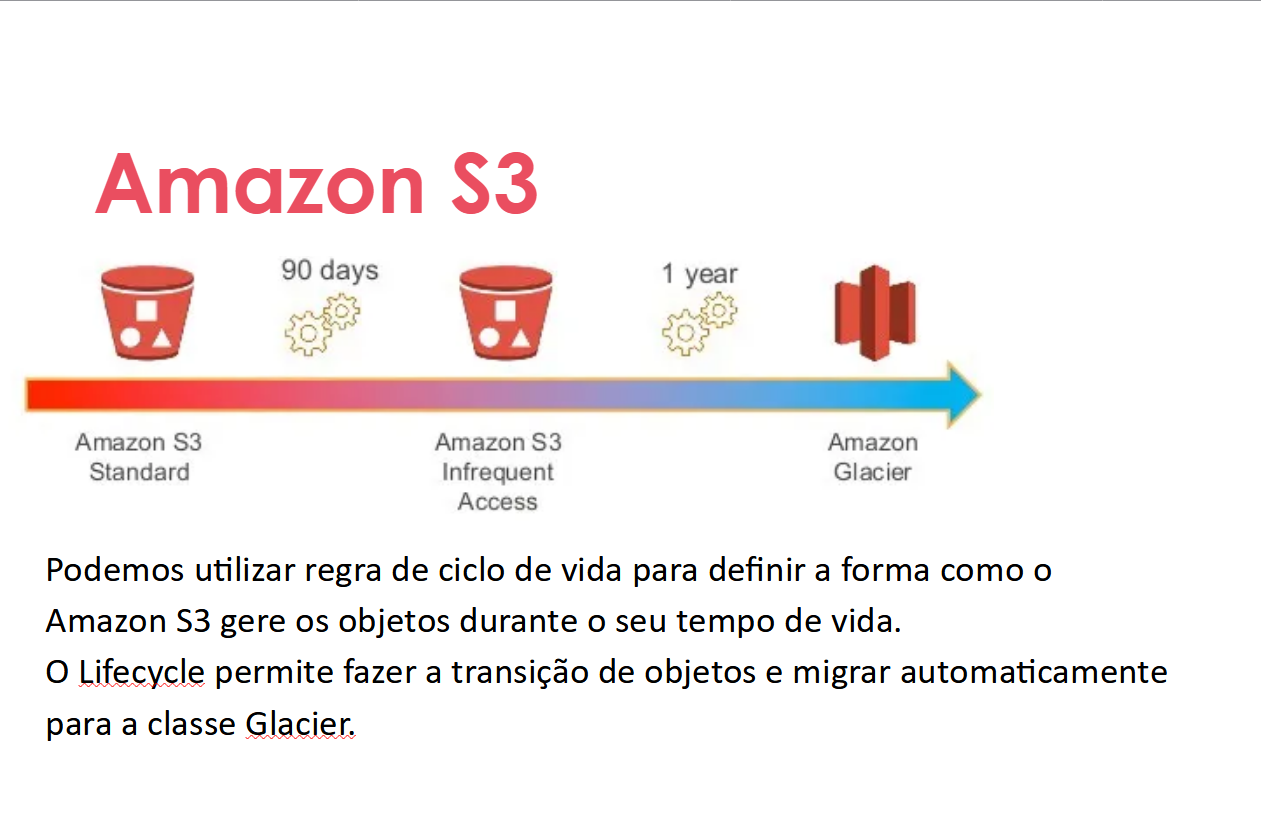 Amazon S3
90 days
1 year
Amazon S3
Standard
Amazon S3
Infrequent
Access
Amazon
Glacier
Podemos utilizar regra de ciclo de vida para definir a forma como o
Amazon S3 gere os objetos durante o seu tempo de vida.
O Lifecycle permite fazer a transição de objetos e migrar automaticamente
para a classe Glacier.